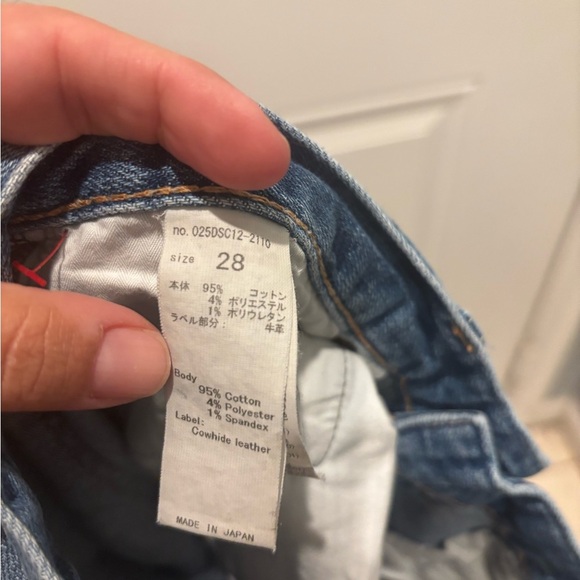 no. 025DSC12-2110
size 28
本体 95% コットン
4% ポリエステル
1% ポリウレタン
ラベル部分: 牛革
Body
95% Cotton
4% Polyester
1% Spandex
Label:
Cowhide leather
MADE IN JAPAN